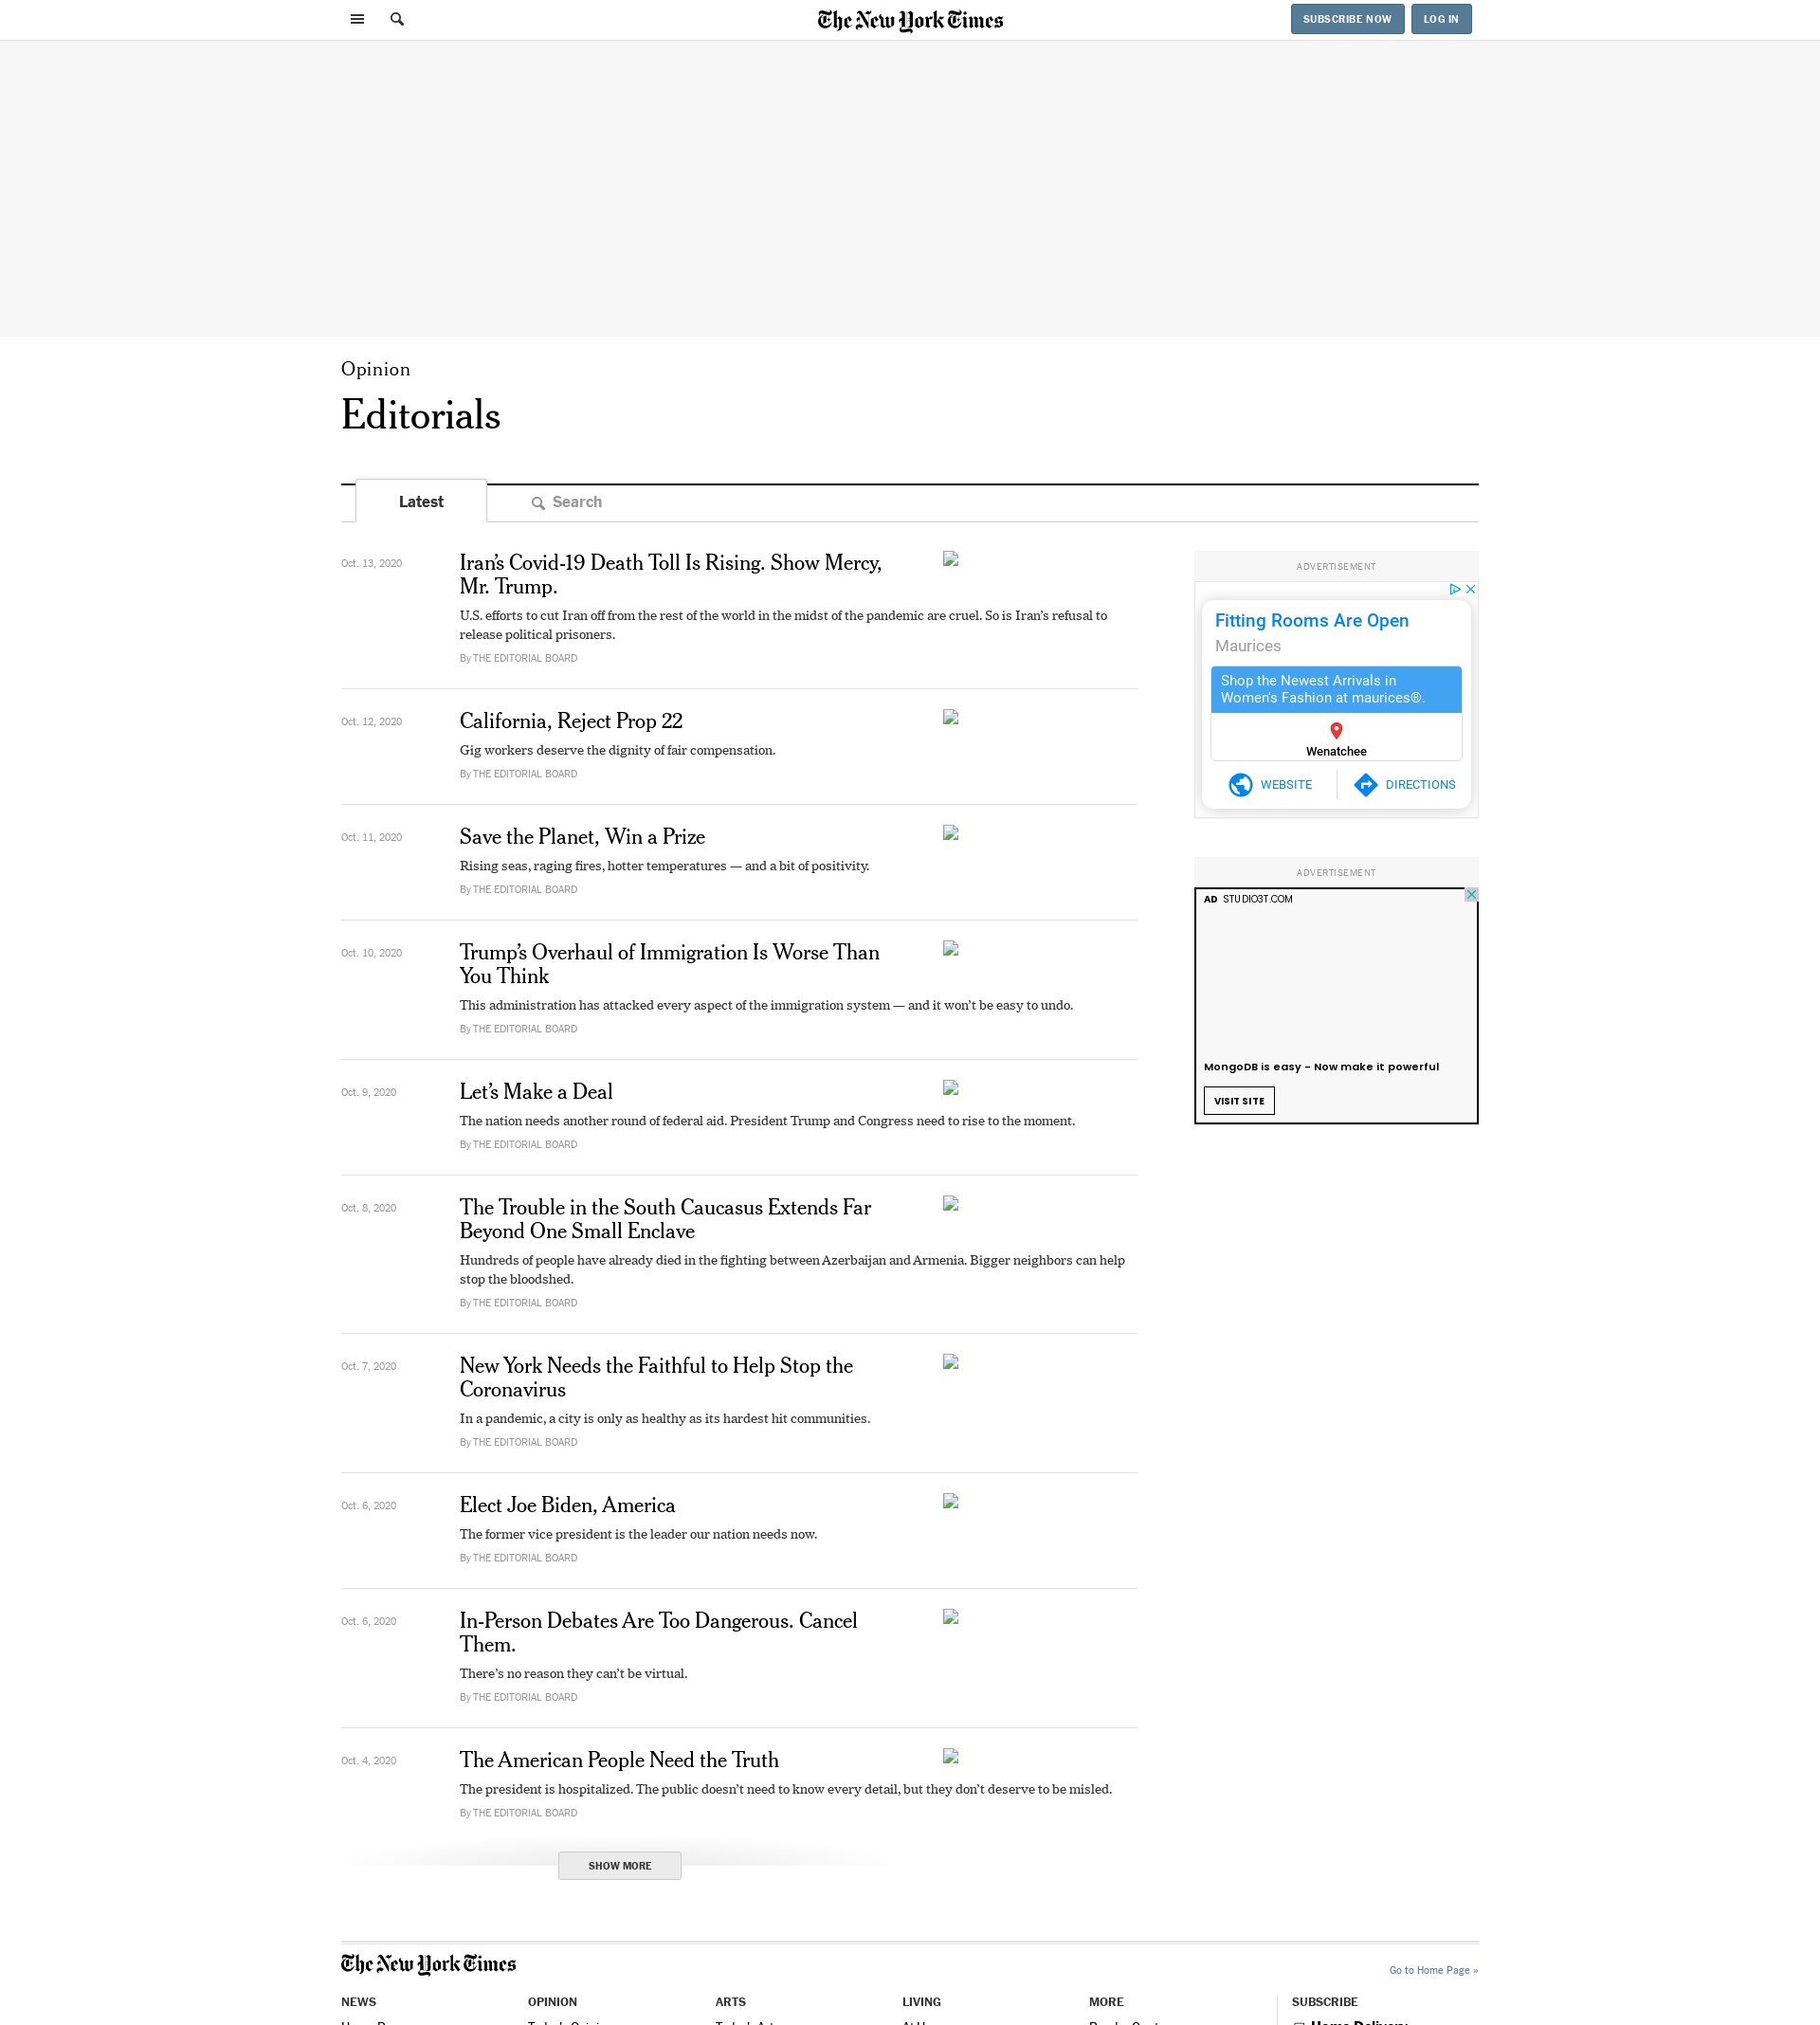 The New York Times
SUBSCRIBE NOW
LOG IN
Opinion
Editorials
Latest
Search
Oct. 13, 2020
Iran’s Covid-19 Death Toll Is Rising. Show Mercy,
Mr. Trump.
U.S. efforts to cut Iran off from the rest of the world in the midst of the pandemic are cruel. So is Iran’s refusal to
release political prisoners.
By THE EDITORIAL BOARD
Oct. 12, 2020
California, Reject Prop 22
Gig workers deserve the dignity of fair compensation.
By THE EDITORIAL BOARD
Oct. 11, 2020
Save the Planet, Win a Prize
Rising seas, raging fires, hotter temperatures — and a bit of positivity.
By THE EDITORIAL BOARD
Oct. 10, 2020
Trump’s Overhaul of Immigration Is Worse Than
You Think
This administration has attacked every aspect of the immigration system — and it won’t be easy to undo.
By THE EDITORIAL BOARD
Oct. 9, 2020
Let’s Make a Deal
The nation needs another round of federal aid. President Trump and Congress need to rise to the moment.
By THE EDITORIAL BOARD
Oct. 8, 2020
The Trouble in the South Caucasus Extends Far
Beyond One Small Enclave
Hundreds of people have already died in the fighting between Azerbaijan and Armenia. Bigger neighbors can help
stop the bloodshed.
By THE EDITORIAL BOARD
Oct. 7, 2020
New York Needs the Faithful to Help Stop the
Coronavirus
In a pandemic, a city is only as healthy as its hardest hit communities.
By THE EDITORIAL BOARD
Oct. 6, 2020
Elect Joe Biden, America
The former vice president is the leader our nation needs now.
By THE EDITORIAL BOARD
Oct. 6, 2020
In-Person Debates Are Too Dangerous. Cancel
Them.
There’s no reason they can’t be virtual.
By THE EDITORIAL BOARD
Oct. 4, 2020
The American People Need the Truth
The president is hospitalized. The public doesn’t need to know every detail, but they don’t deserve to be misled.
By THE EDITORIAL BOARD
SHOW MORE
ADVERTISEMENT
Fitting Rooms Are Open
Maurices
Shop the Newest Arrivals in
Women's Fashion at maurices®.
Wenatchee
WEBSITE
DIRECTIONS
ADVERTISEMENT
AD STUDIO3T.COM
MongoDB is easy - Now make it powerful
VISIT SITE
The New York Times
Go to Home Page »
NEWS
OPINION
ARTS
LIVING
MORE
SUBSCRIBE
Home Delivery